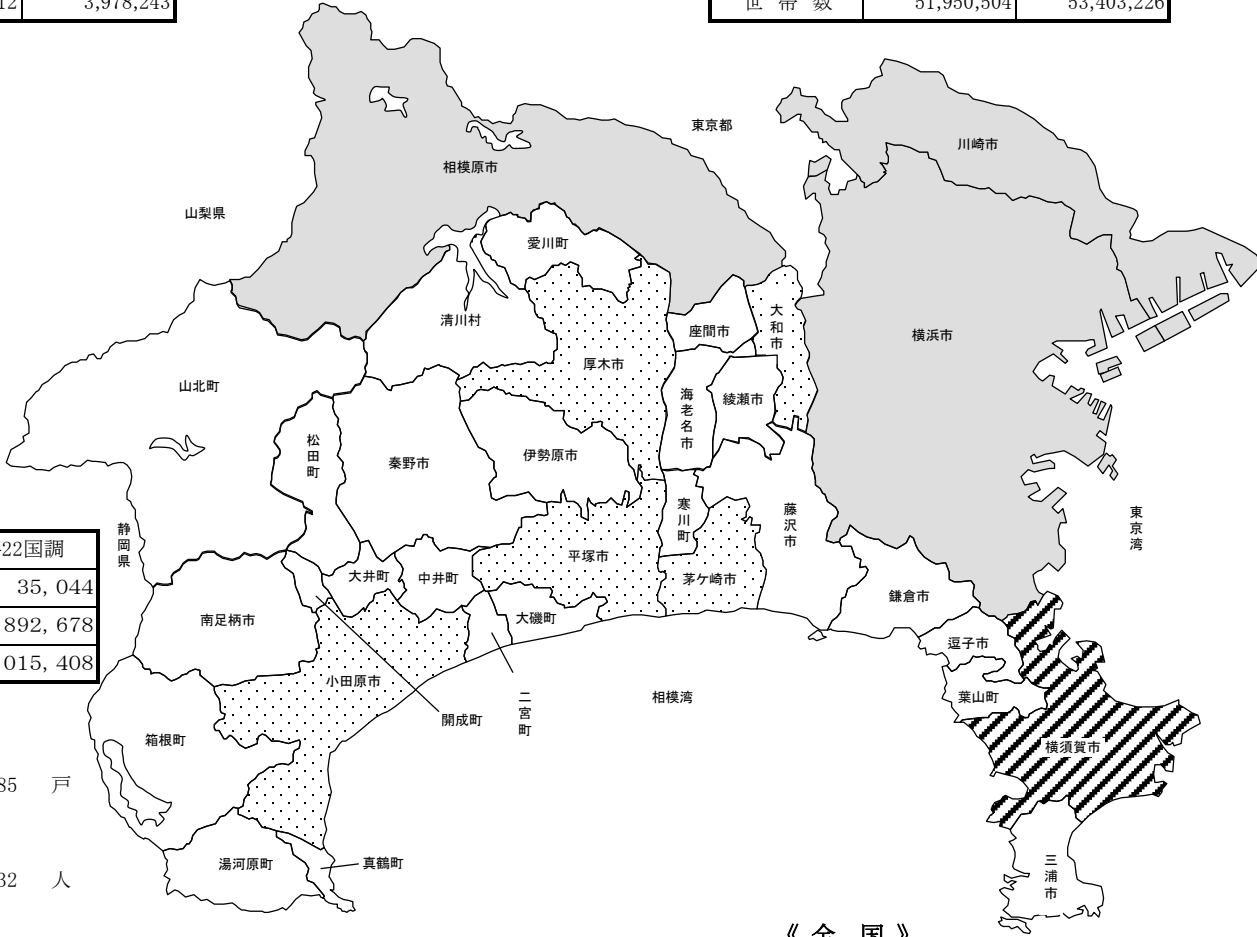 12 3,978,243
世帯数 51,950,504 53,403,226
東京都
川崎市
相模原市
山梨県
愛川町
清川村
座間市
大和市
横浜市
厚木市
山北町
海老名市
綾瀬市
松田町
秦野市
伊勢原市
寒川町
藤沢市
東京湾
静岡県
22国調
35,044
892,678
015,408
大井町
中井町
平塚市
茅ケ崎市
鎌倉市
南足柄市
大磯町
逗子市
小田原市
二宮町
相模湾
葉山町
開成町
箱根町
横須賀市
85 戸
湯河原町
真鶴町
三浦市
32 人
《全国》